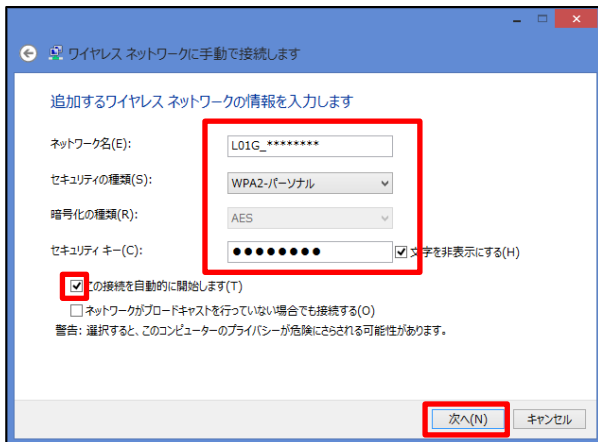 ワイヤレス ネットワークに手動で接続します
追加するワイヤレス ネットワークの情報を入力します
ネットワーク名(E): L01G_********
セキュリティの種類(S): WPA2-パーソナル
暗号化の種類(R): AES
セキュリティ キー(C): ●●●●●●●● 文字を非表示にする(H)
この接続を自動的に開始します(T)
ネットワークがブロードキャストを行っていない場合でも接続する(O)
警告: 選択すると、このコンピューターのプライバシーが危険にさらされる可能性があります。
次へ(N) キャンセル